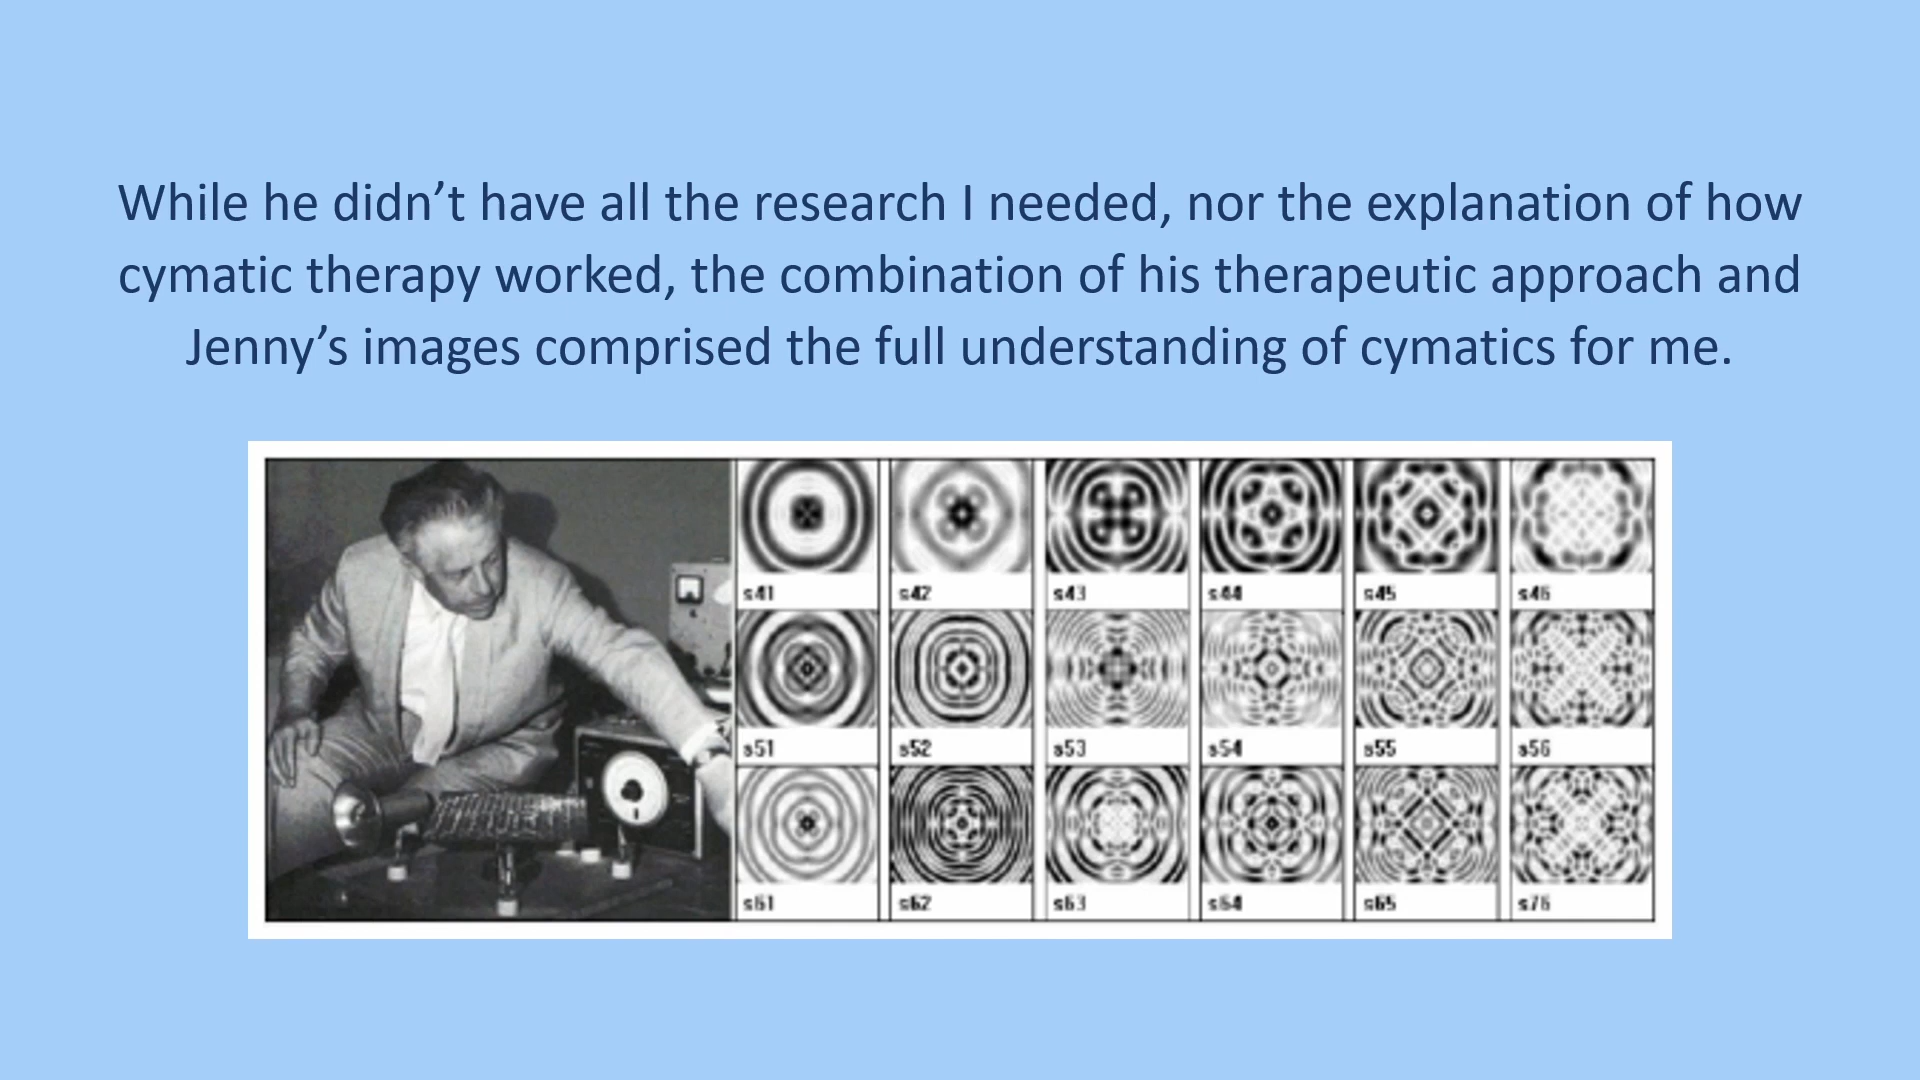 While he didn’t have all the research I needed, nor the explanation of how
cymatic therapy worked, the combination of his therapeutic approach and
Jenny’s images comprised the full understanding of cymatics for me.
s41 s42 s43 s44 s45 s46
s51 s52 s53 s54 s55 s56
s61 s62 s63 s64 s65 s76